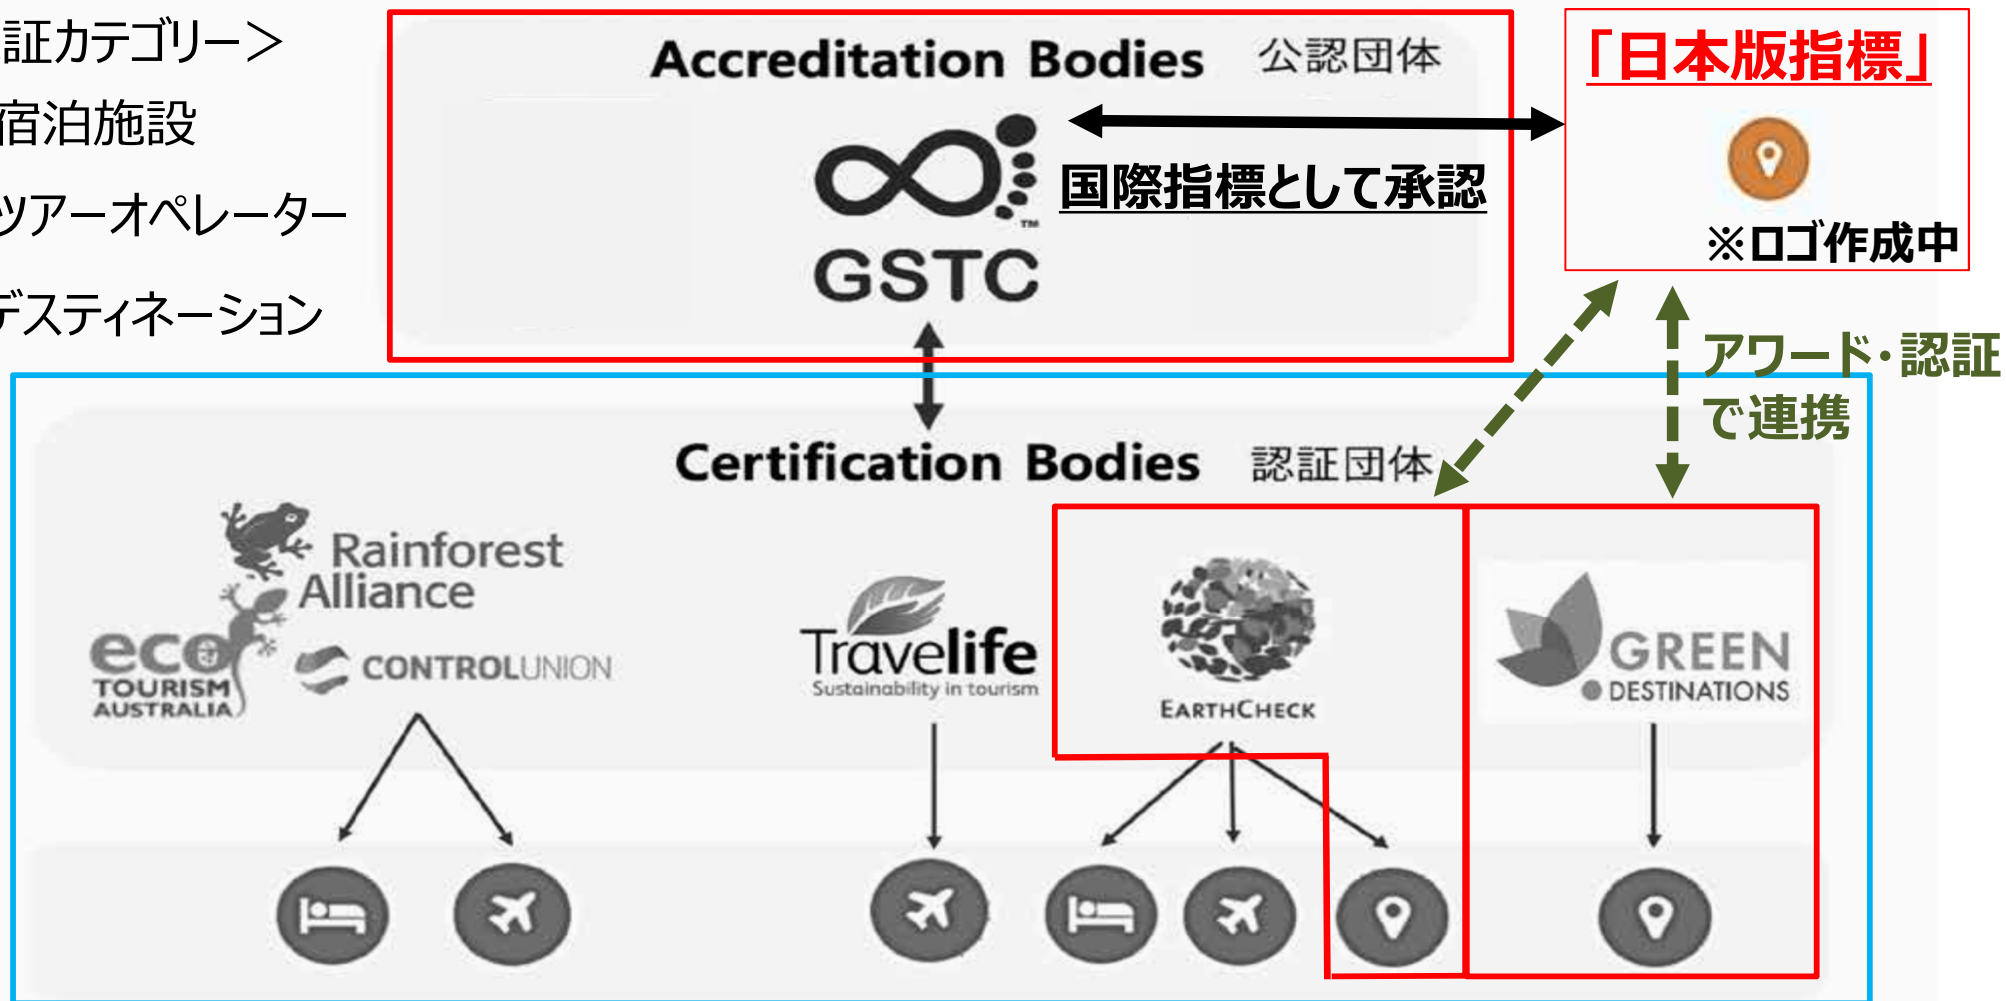 証カテゴリー＞
宿泊施設
ツアーオペレーター
デスティネーション
Accreditation Bodies 公認団体
GSTC
TM
国際指標として承認
「日本版指標」
※ロゴ作成中
アワード・認証
で連携
Certification Bodies 認証団体
Rainforest
Alliance
eco
TOURISM
AUSTRALIA
CONTROLUNION
Travelife
Sustainability in tourism
EARTHCHECK
GREEN
DESTINATIONS